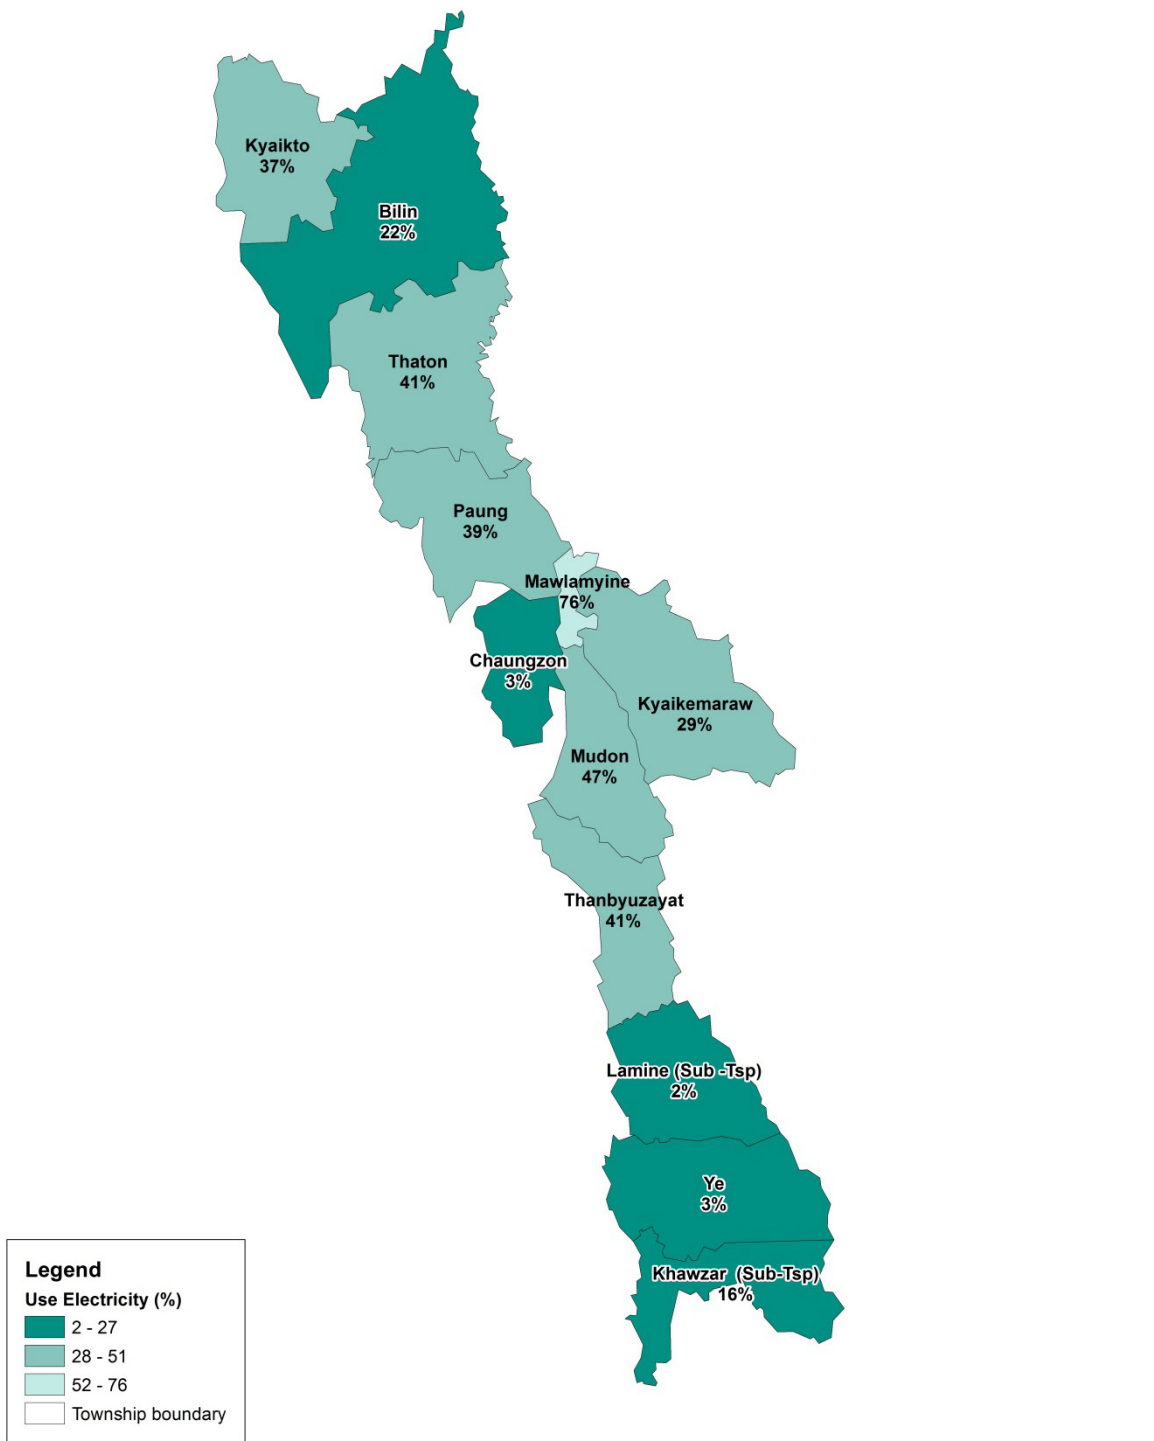 Kyaikto
37%
Bilin
22%
Thaton
41%
Paung
39%
Mawlamyine
76%
Chaungzon
3%
Kyaikemaraw
29%
Mudon
47%
Thanbyuzayat
41%
Lamine (Sub -Tsp)
2%
Ye
3%
Khawzar (Sub-Tsp)
16%
Legend
Use Electricity (%)
2 - 27
28 - 51
52 - 76
Township boundary